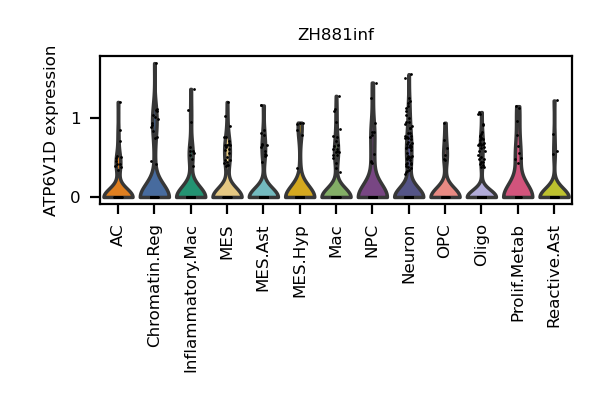 ZH881inf
ATP6V1D expression
1
0
AC
Chromatin.Reg
Inflammatory.Mac
MES
MES.Ast
MES.Hyp
Mac
NPC
Neuron
OPC
Oligo
Prolif.Metab
Reactive.Ast